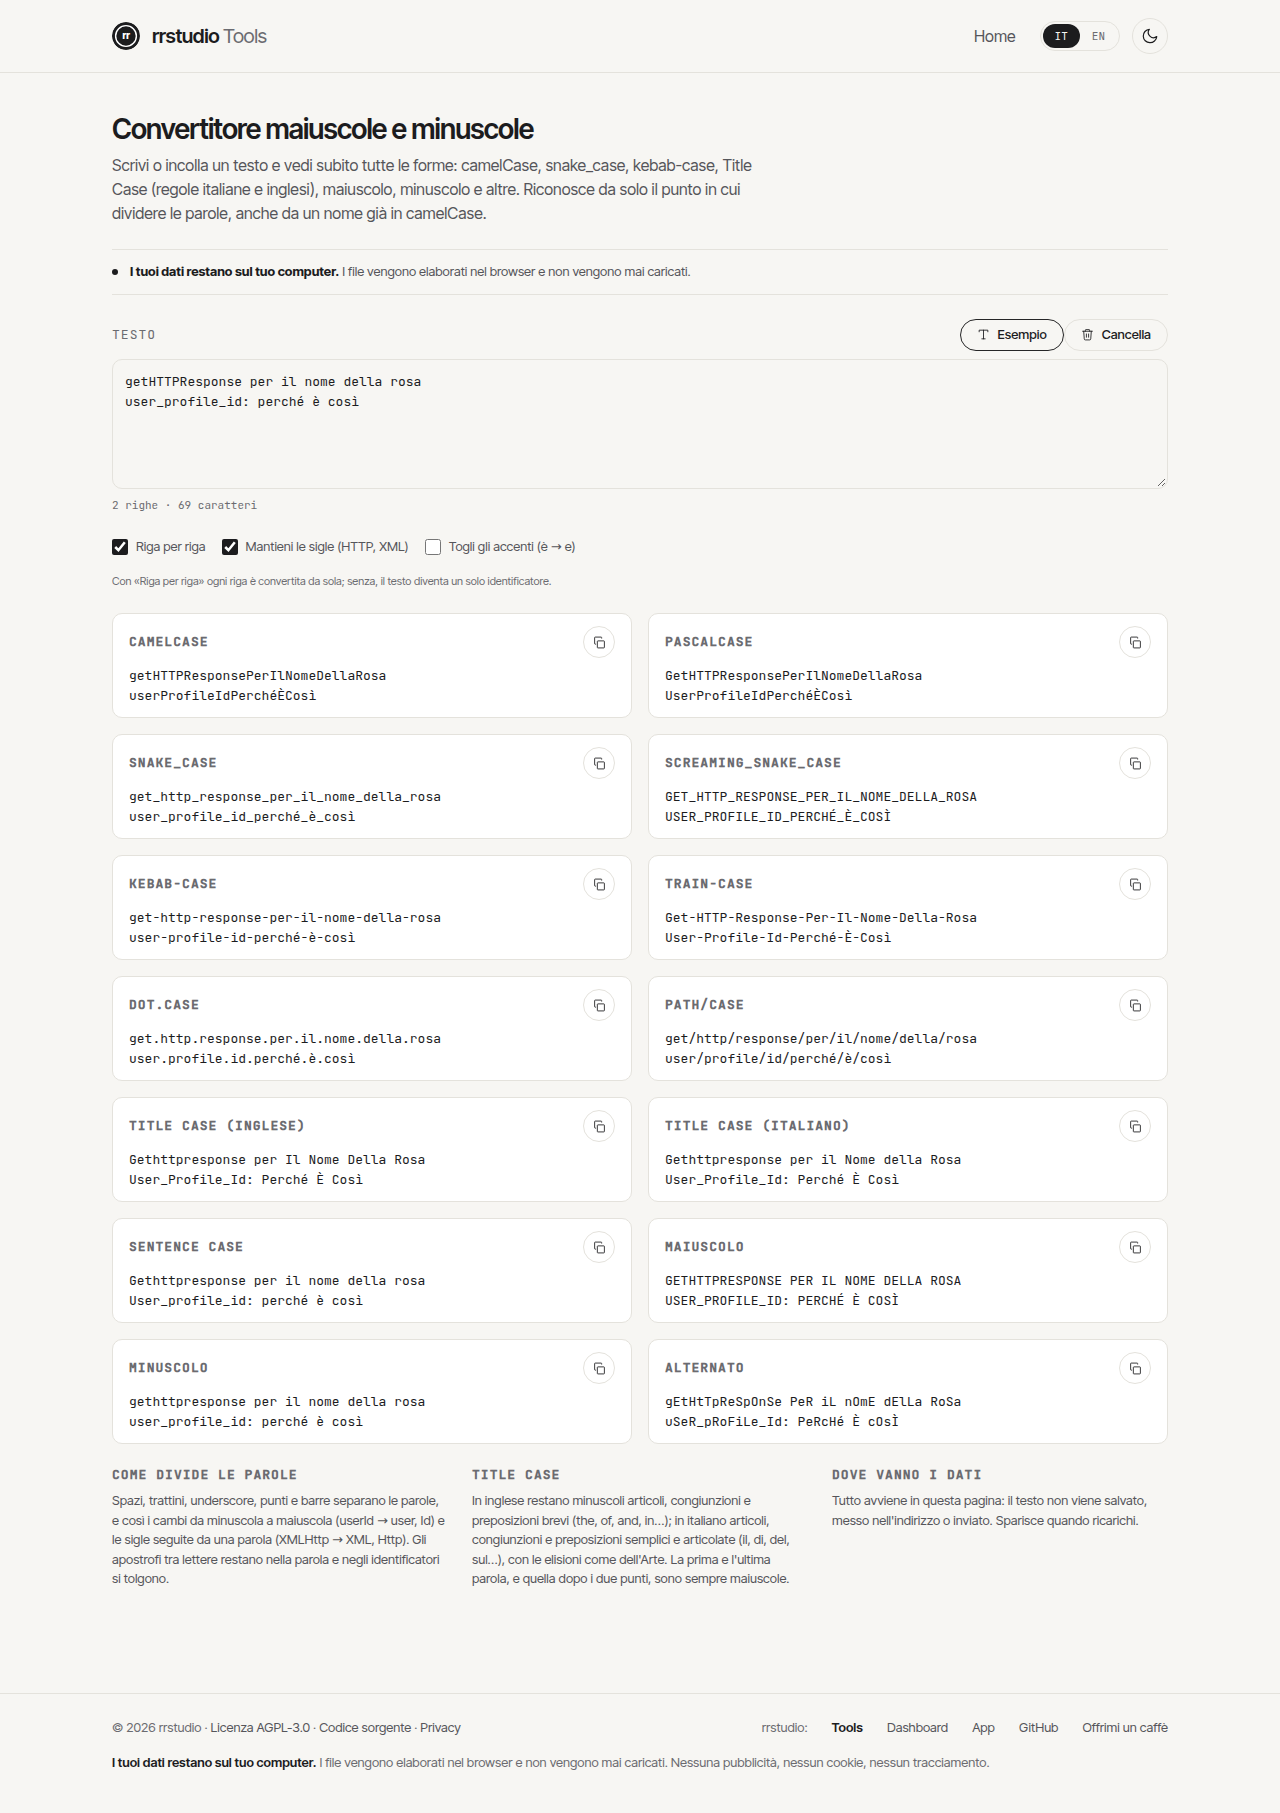 rr rrstudio Tools
Home
IT
EN
Convertitore maiuscole e minuscole
Scrivi o incolla un testo e vedi subito tutte le forme: camelCase, snake_case, kebab-case, Title
Case (regole italiane e inglesi), maiuscolo, minuscolo e altre. Riconosce da solo il punto in cui
dividere le parole, anche da un nome già in camelCase.
I tuoi dati restano sul tuo computer. I file vengono elaborati nel browser e non vengono mai caricati.
TESTO
Esempio
Cancella
getHTTPResponse per il nome della rosa
user_profile_id: perché è così
2 righe · 69 caratteri
Riga per riga
Mantieni le sigle (HTTP, XML)
Togli gli accenti (è → e)
Con «Riga per riga» ogni riga è convertita da sola; senza, il testo diventa un solo identificatore.
CAMELCASE
getHTTPResponsePerIlNomeDellaRosa
userProfileIdPerchéÈCosì
PASCALCASE
GetHTTPResponsePerIlNomeDellaRosa
UserProfileIdPerchéÈCosì
SNAKE_CASE
get_http_response_per_il_nome_della_rosa
user_profile_id_perché_è_così
SCREAMING_SNAKE_CASE
GET_HTTP_RESPONSE_PER_IL_NOME_DELLA_ROSA
USER_PROFILE_ID_PERCHÉ_È_COSÌ
KEBAB-CASE
get-http-response-per-il-nome-della-rosa
user-profile-id-perché-è-così
TRAIN-CASE
Get-HTTP-Response-Per-Il-Nome-Della-Rosa
User-Profile-Id-Perché-È-Così
DOT.CASE
get.http.response.per.il.nome.della.rosa
user.profile.id.perché.è.così
PATH/CASE
get/http/response/per/il/nome/della/rosa
user/profile/id/perché/è/così
TITLE CASE (INGLESE)
Gethttpresponse per Il Nome Della Rosa
User_Profile_Id: Perché È Così
TITLE CASE (ITALIANO)
Gethttpresponse per il Nome della Rosa
User_Profile_Id: Perché È Così
SENTENCE CASE
Gethttpresponse per il nome della rosa
User_profile_id: perché è così
MAIUSCOLO
GETHTTPRESPONSE PER IL NOME DELLA ROSA
USER_PROFILE_ID: PERCHÉ È COSÌ
MINUSCOLO
gethttpresponse per il nome della rosa
user_profile_id: perché è così
ALTERNATO
gEtHtTpReSpOnSe PeR iL nOmE dElLa RoSa
uSeR_pRoFiLe_Id: PeRcHé È cOsÌ
COME DIVIDE LE PAROLE
Spazi, trattini, underscore, punti e barre separano le parole,
e così i cambi da minuscola a maiuscola (userId → user, Id) e
le sigle seguite da una parola (XMLHttp → XML, Http). Gli
apostrofi tra lettere restano nella parola e negli identificatori
si tolgono.
TITLE CASE
In inglese restano minuscoli articoli, congiunzioni e
preposizioni brevi (the, of, and, in...); in italiano articoli,
congiunzioni e preposizioni semplici e articolate (il, di, del,
sul...), con le elisioni come dell'Arte. La prima e l'ultima
parola, e quella dopo i due punti, sono sempre maiuscole.
DOVE VANNO I DATI
Tutto avviene in questa pagina: il testo non viene salvato,
messo nell'indirizzo o inviato. Sparisce quando ricarichi.
© 2026 rrstudio · Licenza AGPL-3.0 · Codice sorgente · Privacy
rrstudio:
Tools
Dashboard
App
GitHub
Offrimi un caffè
I tuoi dati restano sul tuo computer. I file vengono elaborati nel browser e non vengono mai caricati. Nessuna pubblicità, nessun cookie, nessun tracciamento.